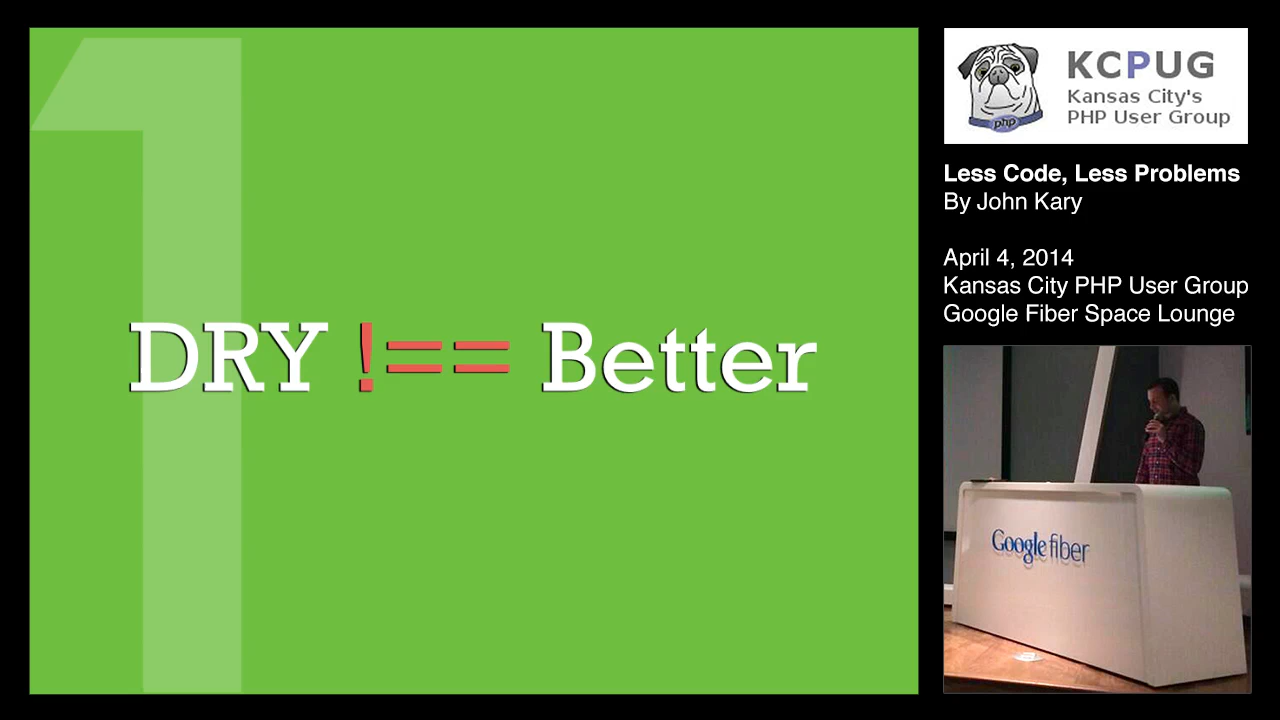 1
DRY !== Better
php
KCPUG
Kansas City's
PHP User Group
Less Code, Less Problems
By John Kary
April 4, 2014
Kansas City PHP User Group
Google Fiber Space Lounge
Google fiber